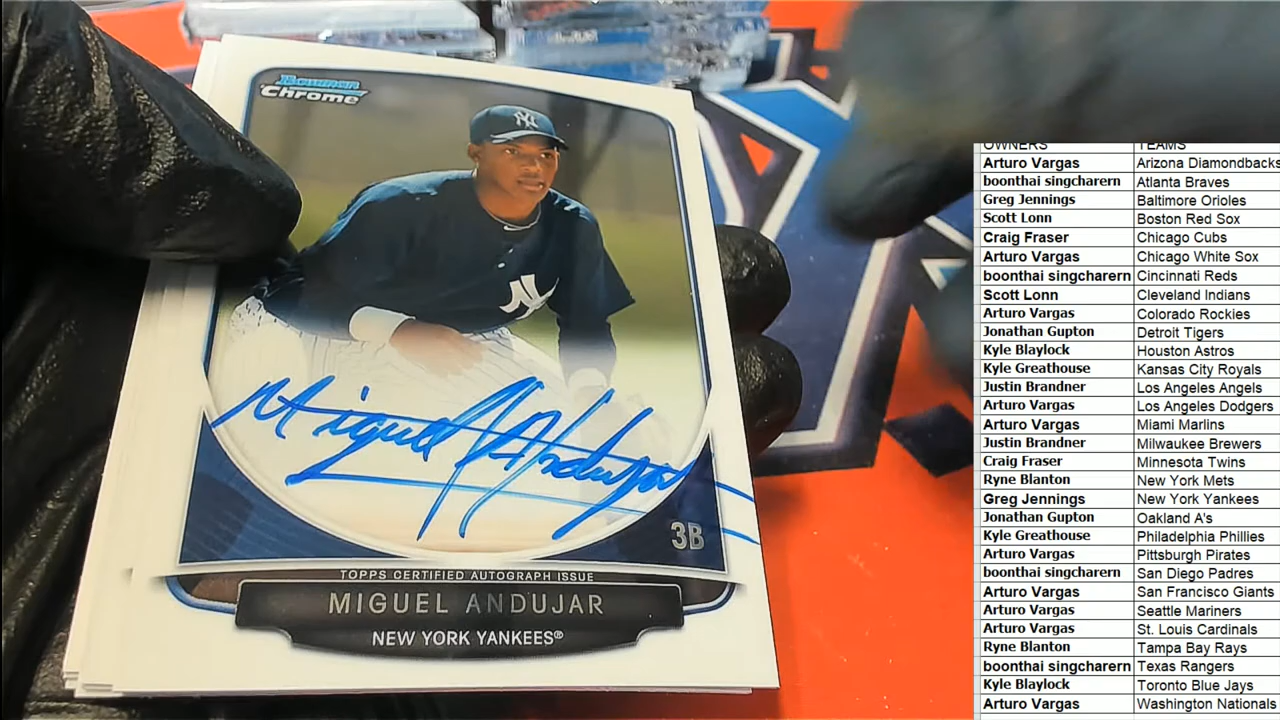 Bowman
Chrome
NY
Miguel Andujar
3B
TOPPS CERTIFIED AUTOGRAPH ISSUE
MIGUEL ANDUJAR
NEW YORK YANKEES®
OWNERS TEAMS
Arturo Vargas Arizona Diamondbacks
boonthai singcharern Atlanta Braves
Greg Jennings Baltimore Orioles
Scott Lonn Boston Red Sox
Craig Fraser Chicago Cubs
Arturo Vargas Chicago White Sox
boonthai singcharern Cincinnati Reds
Scott Lonn Cleveland Indians
Arturo Vargas Colorado Rockies
Jonathan Gupton Detroit Tigers
Kyle Blaylock Houston Astros
Kyle Greathouse Kansas City Royals
Justin Brandner Los Angeles Angels
Arturo Vargas Los Angeles Dodgers
Arturo Vargas Miami Marlins
Justin Brandner Milwaukee Brewers
Craig Fraser Minnesota Twins
Ryne Blanton New York Mets
Greg Jennings New York Yankees
Jonathan Gupton Oakland A's
Kyle Greathouse Philadelphia Phillies
Arturo Vargas Pittsburgh Pirates
boonthai singcharern San Diego Padres
Arturo Vargas San Francisco Giants
Arturo Vargas Seattle Mariners
Arturo Vargas St. Louis Cardinals
Ryne Blanton Tampa Bay Rays
boonthai singcharern Texas Rangers
Kyle Blaylock Toronto Blue Jays
Arturo Vargas Washington Nationals